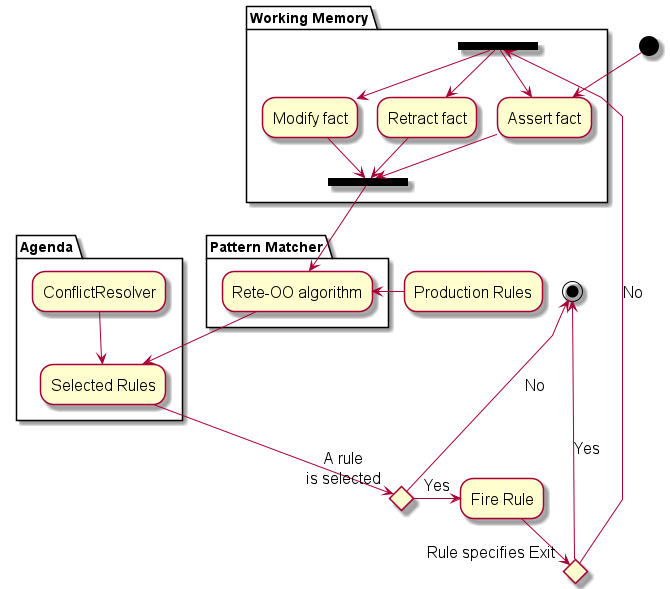 Working Memory
Modify fact
Retract fact
Assert fact
Agenda
Pattern Matcher
ConflictResolver
Rete-OO algorithm
Production Rules
No
Selected Rules
No
Yes
A rule
is selected
Yes
Fire Rule
Rule specifies Exit